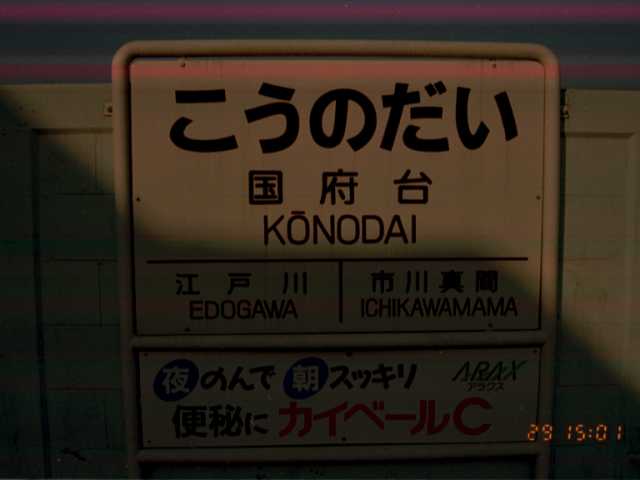 こうのだい
国府台
KŌNODAI
江戸川 市川真間
EDOGAWA ICHIKAWAMAMA
夜のんで 朝スッキリ ARAX
アラクス
便秘に カイベールC
29 15:01